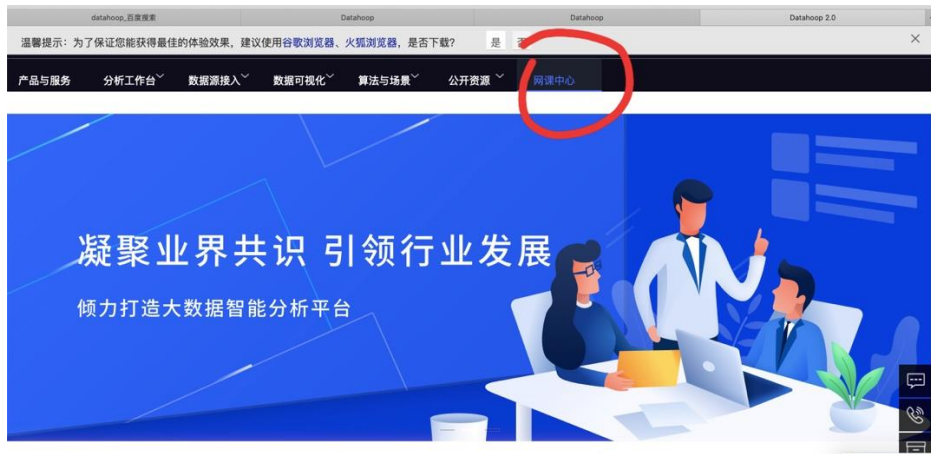 datahoop_百度搜索
Datahoop
Datahoop
Datahoop 2.0
温馨提示：为了保证您能获得最佳的体验效果，建议使用谷歌浏览器、火狐浏览器，是否下载？ 是 否
产品与服务 分析工作台 数据源接入 数据可视化 算法与场景 公开资源 网课中心
凝聚业界共识 引领行业发展
倾力打造大数据智能分析平台